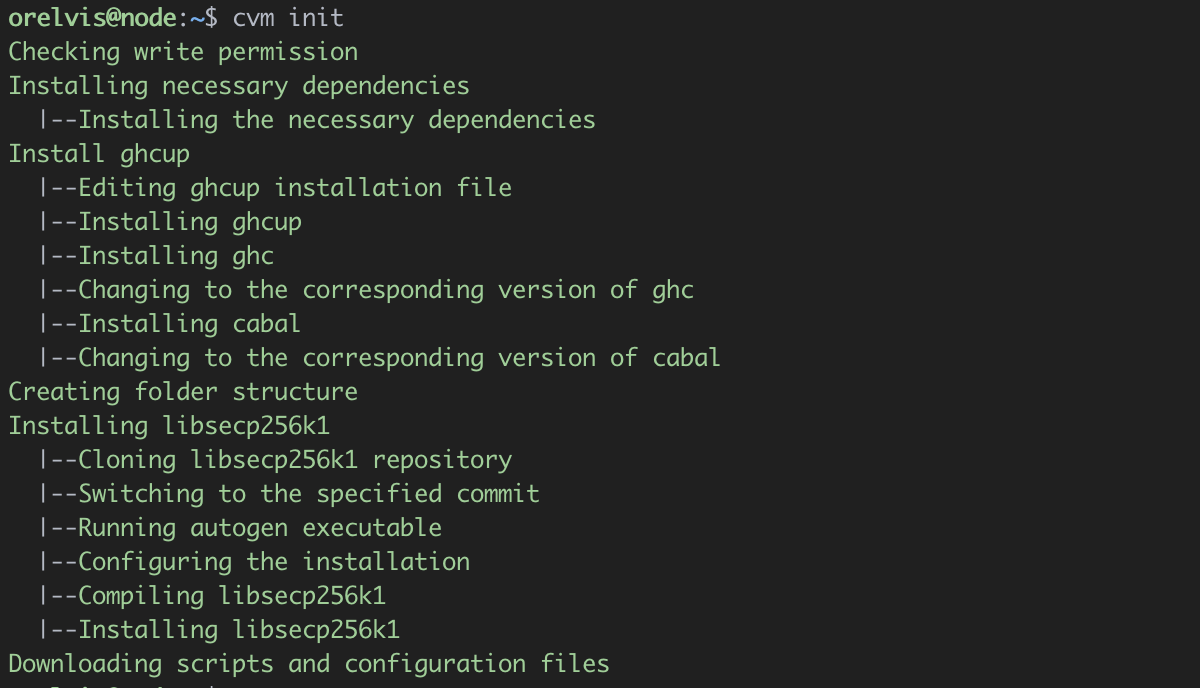 orelvis@node:~$ cvm init
Checking write permission
Installing necessary dependencies
  |--Installing the necessary dependencies
Install ghcup
  |--Editing ghcup installation file
  |--Installing ghcup
  |--Installing ghc
  |--Changing to the corresponding version of ghc
  |--Installing cabal
  |--Changing to the corresponding version of cabal
Creating folder structure
Installing libsecp256k1
  |--Cloning libsecp256k1 repository
  |--Switching to the specified commit
  |--Running autogen executable
  |--Configuring the installation
  |--Compiling libsecp256k1
  |--Installing libsecp256k1
Downloading scripts and configuration files